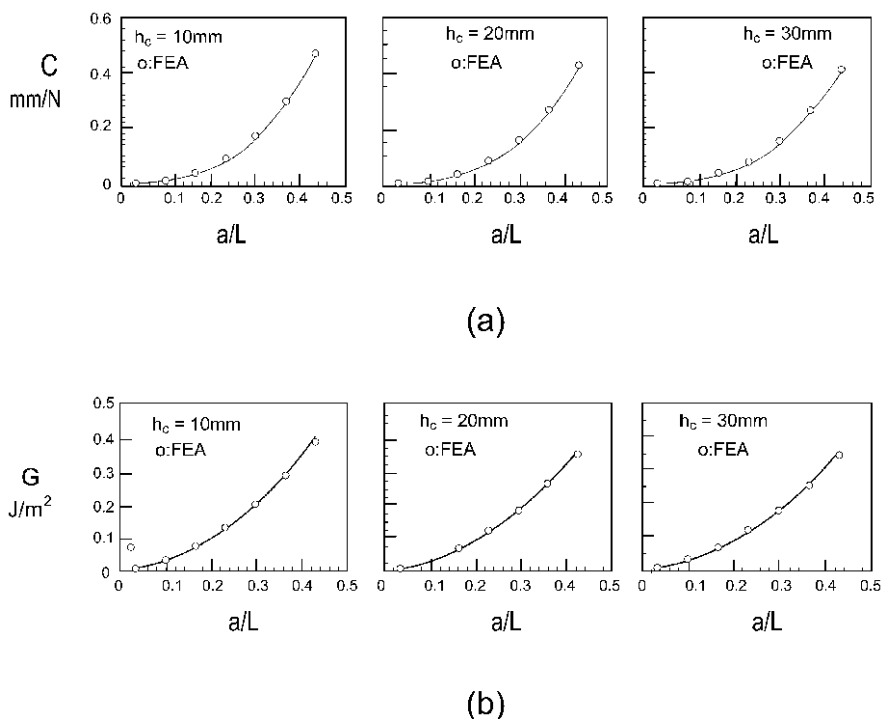 0.6
0.4
0.2
0
C
mm/N
h_c = 10mm
o:FEA
0 0.1 0.2 0.3 0.4 0.5
a/L
h_c = 20mm
o:FEA
0 0.1 0.2 0.3 0.4 0.5
a/L
h_c = 30mm
o:FEA
0 0.1 0.2 0.3 0.4 0.5
a/L
(a)
0.5
0.4
0.3
0.2
0.1
0
G
J/m²
h_c = 10mm
o:FEA
0 0.1 0.2 0.3 0.4 0.5
a/L
h_c = 20mm
o:FEA
0 0.1 0.2 0.3 0.4 0.5
a/L
h_c = 30mm
o:FEA
0 0.1 0.2 0.3 0.4 0.5
a/L
(b)